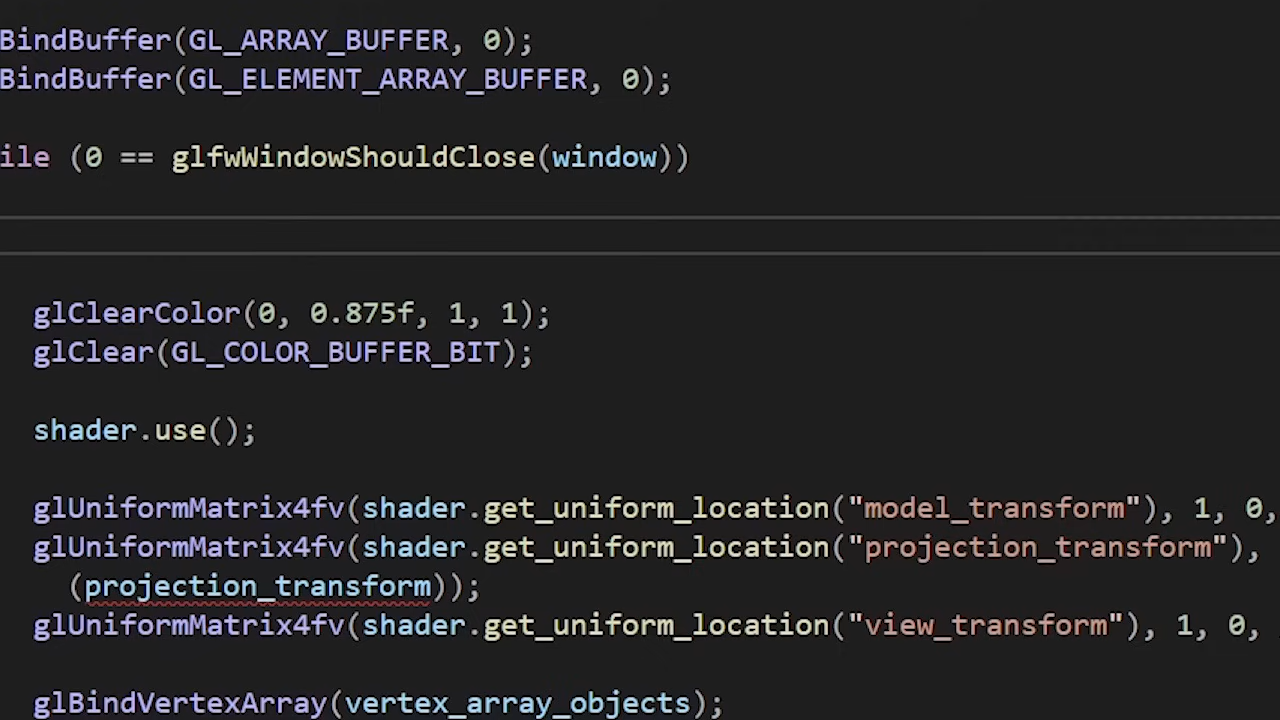 BindBuffer(GL_ARRAY_BUFFER, 0);
BindBuffer(GL_ELEMENT_ARRAY_BUFFER, 0);
ile (0 == glfwWindowShouldClose(window))
glClearColor(0, 0.875f, 1, 1);
glClear(GL_COLOR_BUFFER_BIT);
shader.use();
glUniformMatrix4fv(shader.get_uniform_location("model_transform"), 1, 0,
glUniformMatrix4fv(shader.get_uniform_location("projection_transform"),
(projection_transform));
glUniformMatrix4fv(shader.get_uniform_location("view_transform"), 1, 0,
glBindVertexArray(vertex_array_objects);